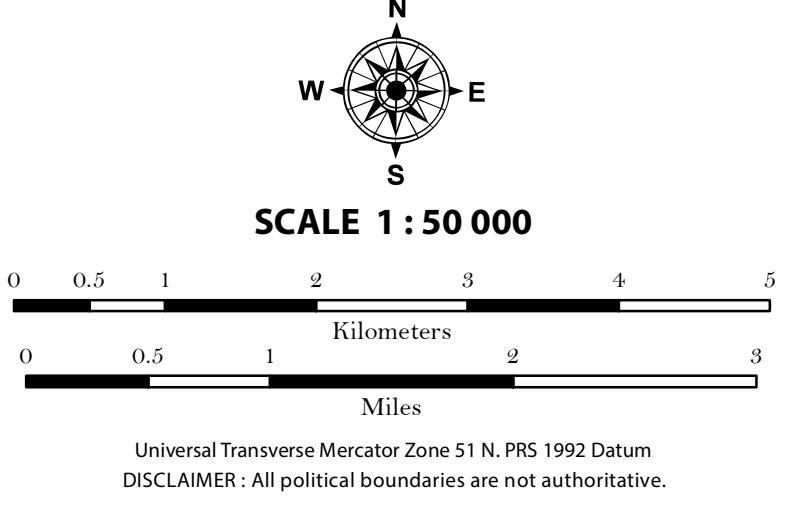 N
W E
S
SCALE 1 : 50 000
0 0.5 1 2 3 4 5
Kilometers
0 0.5 1 2 3
Miles
Universal Transverse Mercator Zone 51 N. PRS 1992 Datum
DISCLAIMER : All political boundaries are not authoritative.